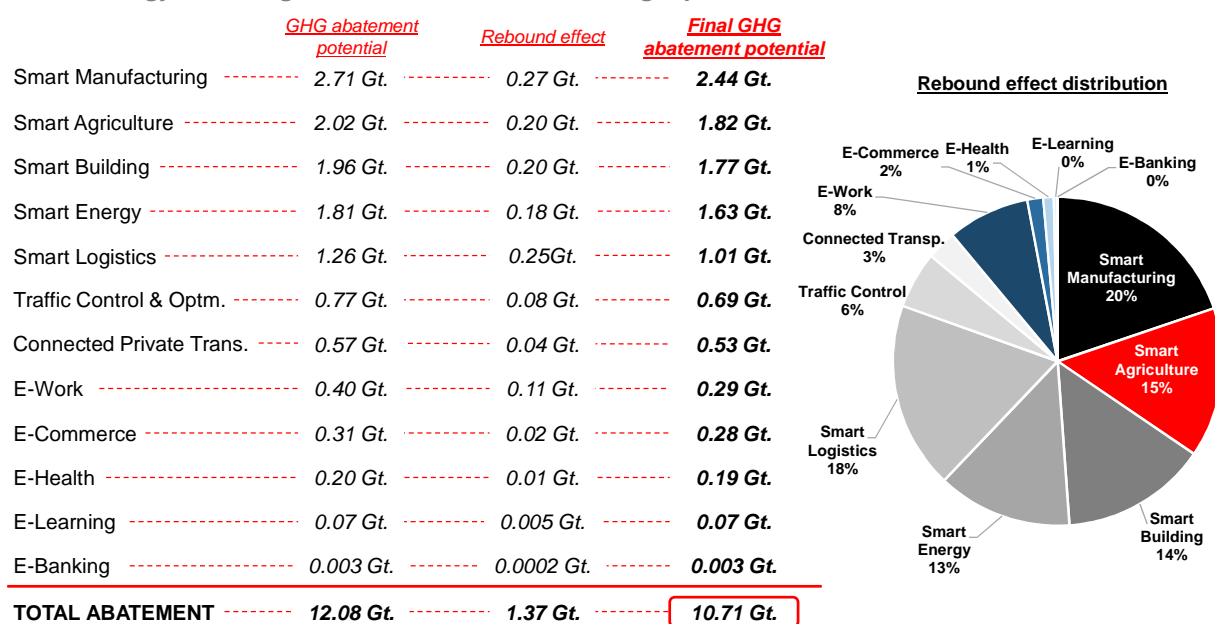 GHG abatement
potential
Rebound effect
Final GHG
abatement potential
Smart Manufacturing 2.71 Gt. 0.27 Gt. 2.44 Gt.
Smart Agriculture 2.02 Gt. 0.20 Gt. 1.82 Gt.
Smart Building 1.96 Gt. 0.20 Gt. 1.77 Gt.
Smart Energy 1.81 Gt. 0.18 Gt. 1.63 Gt.
Smart Logistics 1.26 Gt. 0.25Gt. 1.01 Gt.
Traffic Control & Optm. 0.77 Gt. 0.08 Gt. 0.69 Gt.
Connected Private Trans. 0.57 Gt. 0.04 Gt. 0.53 Gt.
E-Work 0.40 Gt. 0.11 Gt. 0.29 Gt.
E-Commerce 0.31 Gt. 0.02 Gt. 0.28 Gt.
E-Health 0.20 Gt. 0.01 Gt. 0.19 Gt.
E-Learning 0.07 Gt. 0.005 Gt. 0.07 Gt.
E-Banking 0.003 Gt. 0.0002 Gt. 0.003 Gt.
TOTAL ABATEMENT 12.08 Gt. 1.37 Gt. 10.71 Gt.
Rebound effect distribution
E-Commerce
2%
E-Health
1%
E-Learning
0%
E-Banking
0%
E-Work
8%
Connected Transp.
3%
Traffic Control
6%
Smart
Manufacturing
20%
Smart
Agriculture
15%
Smart
Logistics
18%
Smart
Energy
13%
Smart
Building
14%